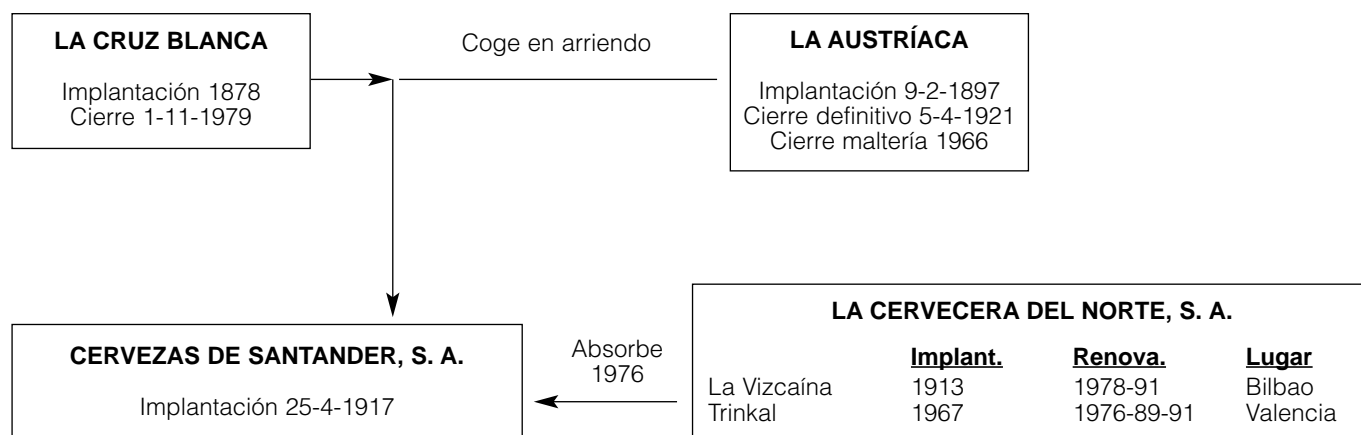 LA CRUZ BLANCA
Implantación 1878
Cierre 1-11-1979
Coge en arriendo
LA AUSTRÍACA
Implantación 9-2-1897
Cierre definitivo 5-4-1921
Cierre maltería 1966
CERVEZAS DE SANTANDER, S. A.
Implantación 25-4-1917
Absorbe
1976
LA CERVECERA DEL NORTE, S. A.
Implant. Renova. Lugar
La Vizcaína 1913 1978-91 Bilbao
Trinkal 1967 1976-89-91 Valencia